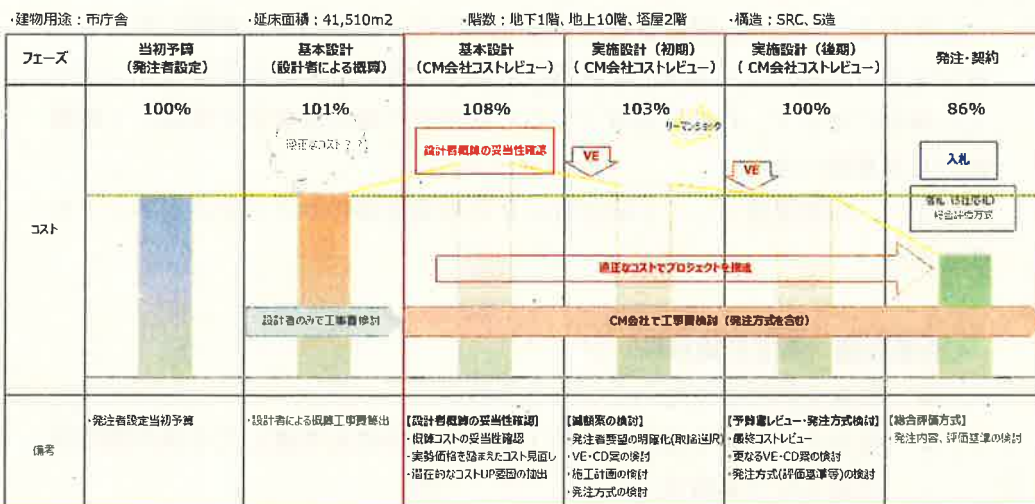 ・建物用途：市庁舎 ・延床面積：41,510m2 ・階数：地下1階、地上10階、塔屋2階 ・構造：SRC、S造
フェーズ
当初予算
（発注者設定）
基本設計
（設計者による概算）
基本設計
（CM会社コストレビュー）
実施設計（初期）
（CM会社コストレビュー）
実施設計（後期）
（CM会社コストレビュー）
発注・契約
コスト
100%
101%
108%
103%
100%
86%
適正なコスト？？
設計者概算の妥当性確認
VE
リーマンショック
VE
入札
落札（5社応札）
総合評価方式
適正なコストでプロジェクトを推進
設計者のみで工事費検討
CM会社で工事費検討（発注方式を含む）
備考
・発注者設定当初予算
・設計者による概算工事費算出
【設計者概算の妥当性確認】
・概算コストの妥当性確認
・実勢価格を踏まえたコスト見直し
・潜在的なコストUP要因の抽出
【減額案の検討】
・発注者要望の明確化(取捨選択)
・VE・CD案の検討
・施工計画の検討
・発注方式の検討
【予算書レビュー・発注方式検討】
・最終コストレビュー
・更なるVE・CD案の検討
・発注方式(評価基準等)の検討
【総合評価方式】
・発注内容、評価基準の検討